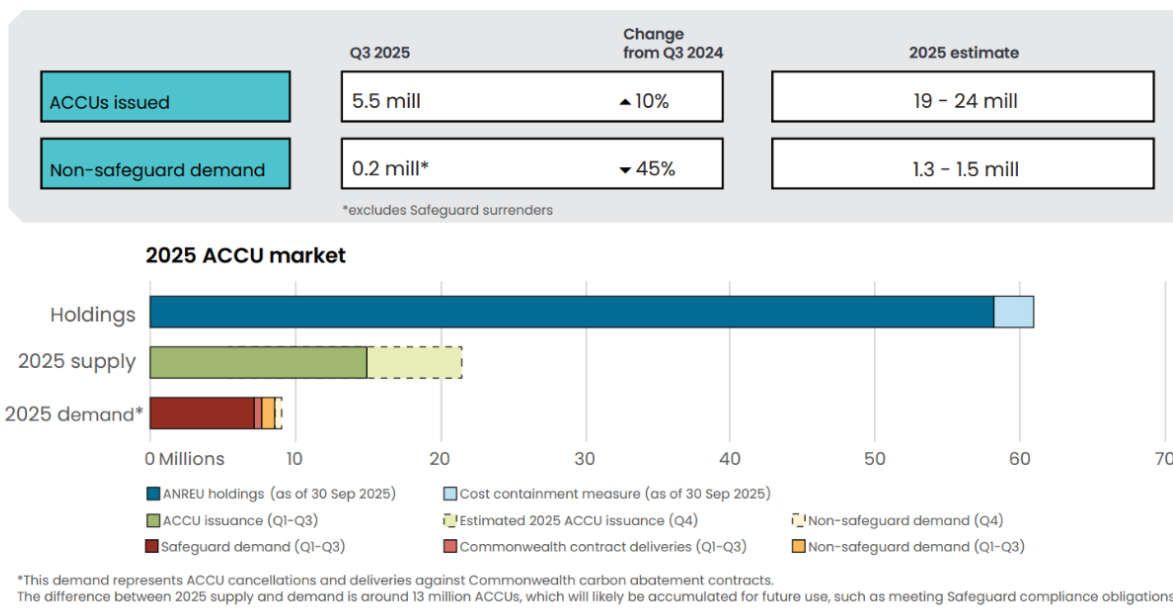 Q3 2025
Change
from Q3 2024
2025 estimate
ACCUs issued
5.5 mill
▲10%
19 - 24 mill
Non-safeguard demand
0.2 mill*
▼45%
1.3 - 1.5 mill
*excludes Safeguard surrenders
2025 ACCU market
Holdings
2025 supply
2025 demand*
0 Millions 10 20 30 40 50 60 70
ANREU holdings (as of 30 Sep 2025)
Cost containment measure (as of 30 Sep 2025)
ACCU issuance (Q1-Q3)
Estimated 2025 ACCU issuance (Q4)
Non-safeguard demand (Q4)
Safeguard demand (Q1-Q3)
Commonwealth contract deliveries (Q1-Q3)
Non-safeguard demand (Q1-Q3)
*This demand represents ACCU cancellations and deliveries against Commonwealth carbon abatement contracts.
The difference between 2025 supply and demand is around 13 million ACCUs, which will likely be accumulated for future use, such as meeting Safeguard compliance obligations